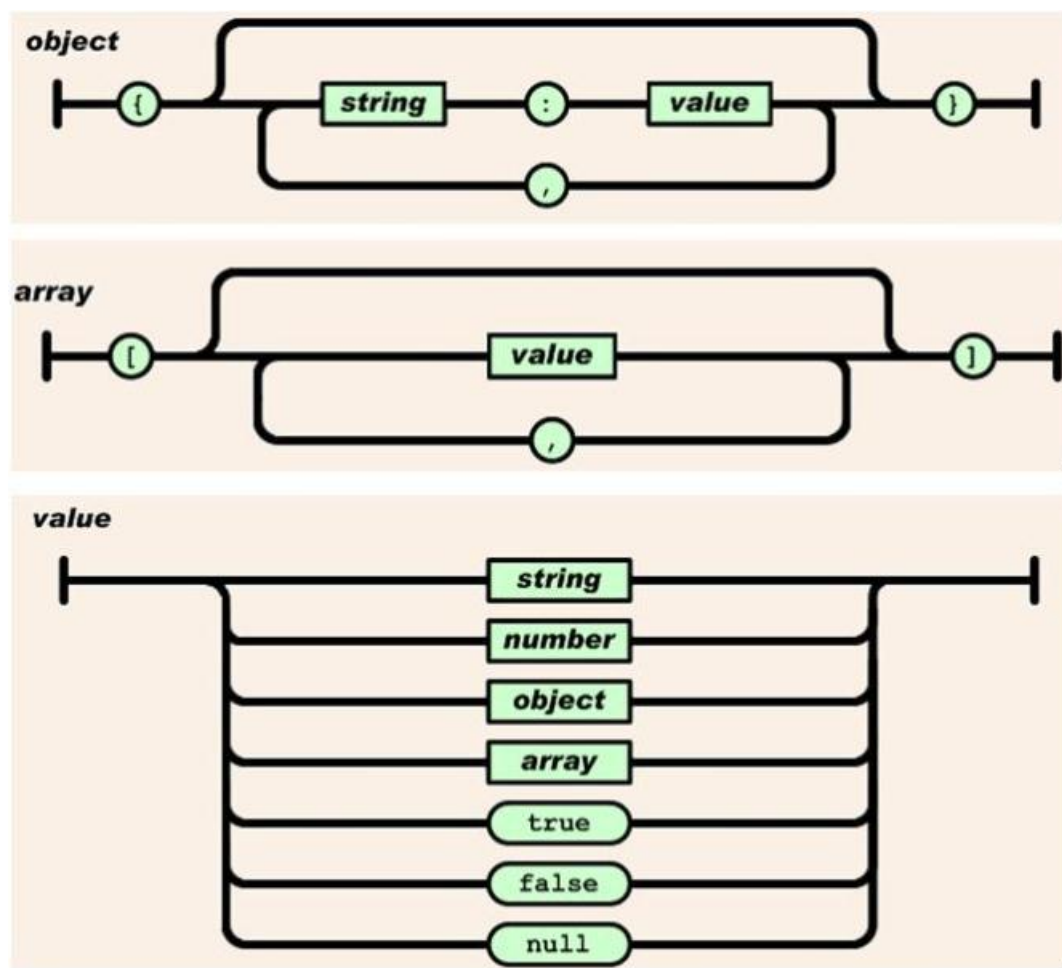 object
{ string : value }
,
array
[ value ]
,
value
string
number
object
array
true
false
null